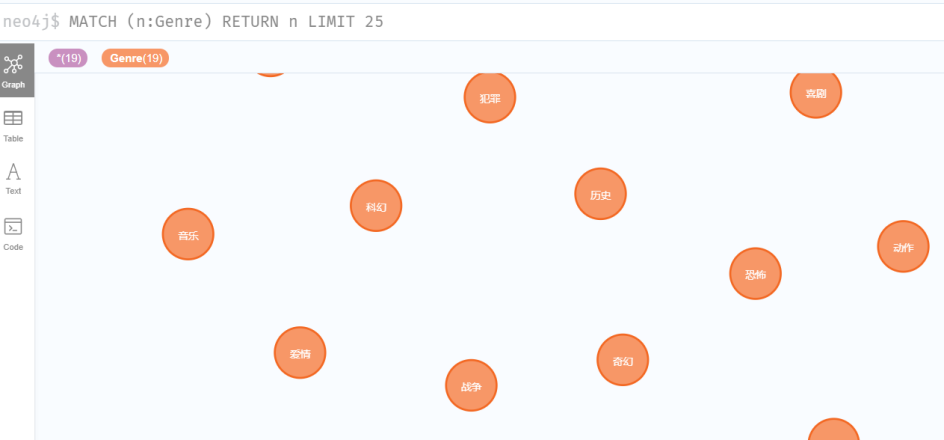 neo4j$ MATCH (n:Genre) RETURN n LIMIT 25
*(19) Genre(19)
Graph
Table
Text
Code
犯罪
喜剧
科幻
历史
音乐
动作
恐怖
爱情
奇幻
战争